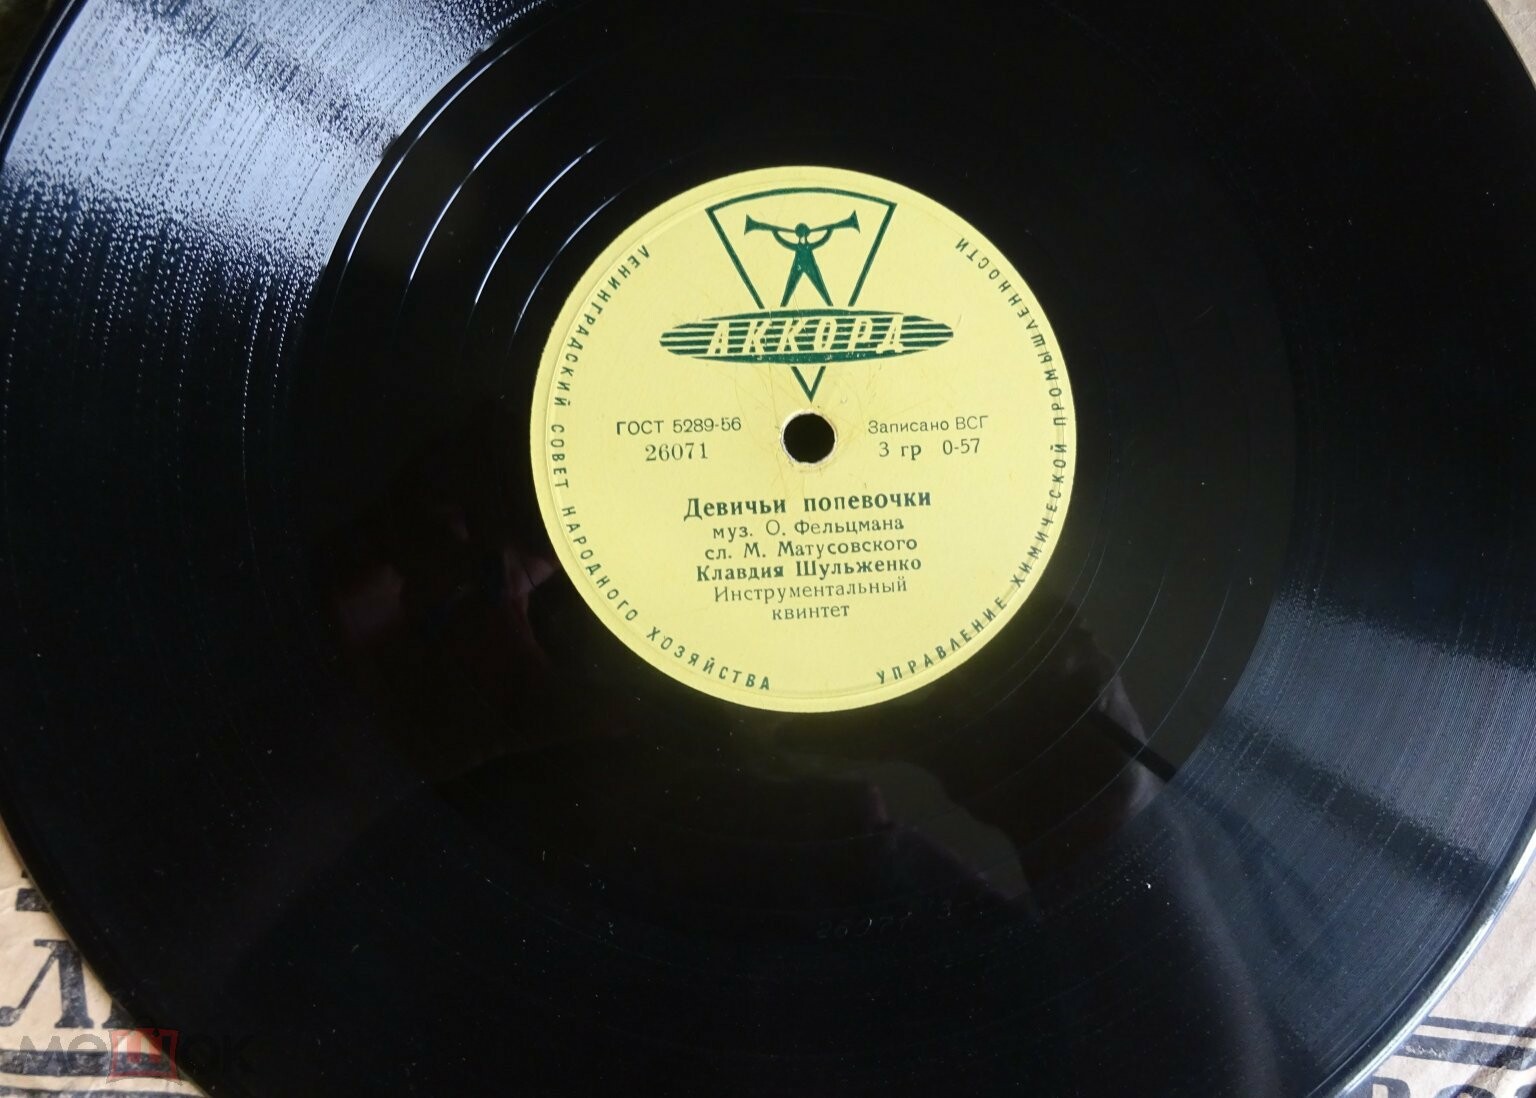 АККОРД
ЛЕНИНГРАДСКИЙ СОВЕТ НАРОДНОГО ХОЗЯЙСТВА
УПРАВЛЕНИЕ ХИМИЧЕСКОЙ ПРОМЫШЛЕННОСТИ
ГОСТ 5289-56
26071
Записано ВСГ
3 гр 0-57
Девичьи попевочки
муз. О. Фельцмана
сл. М. Матусовского
Клавдия Шульженко
Инструментальный
квинтет
мешок